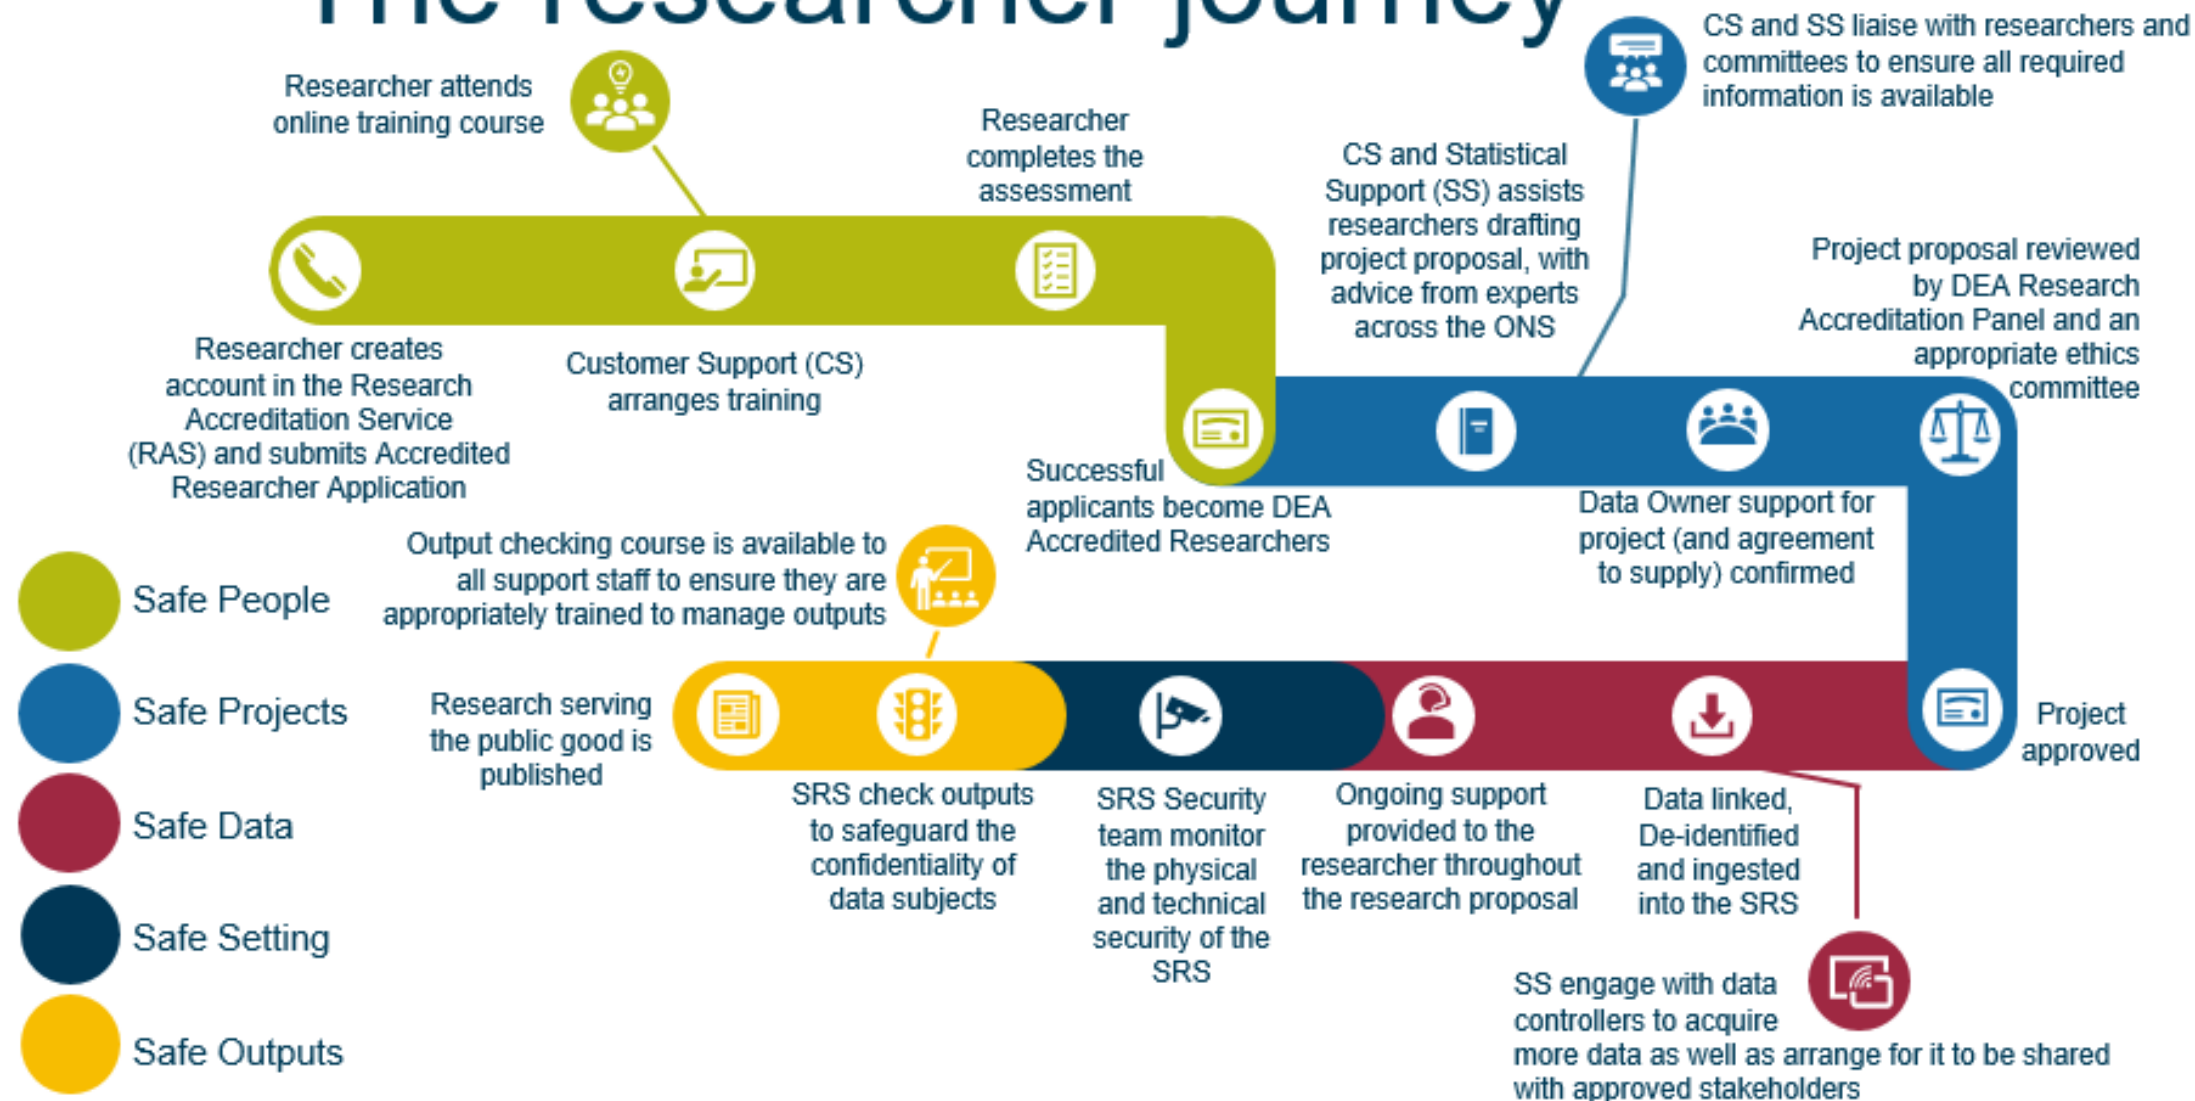 The researcher journey
CS and SS liaise with researchers and
committees to ensure all required
information is available
Researcher attends
online training course
Researcher
completes the
assessment
CS and Statistical
Support (SS) assists
researchers drafting
project proposal, with
advice from experts
across the ONS
Project proposal reviewed
by DEA Research
Accreditation Panel and an
appropriate ethics
committee
Researcher creates
account in the Research
Accreditation Service
(RAS) and submits Accredited
Researcher Application
Customer Support (CS)
arranges training
Successful
applicants become DEA
Accredited Researchers
Data Owner support for
project (and agreement
to supply) confirmed
Output checking course is available to
all support staff to ensure they are
appropriately trained to manage outputs
Safe People
Safe Projects
Safe Data
Safe Setting
Safe Outputs
Research serving
the public good is
published
Project
approved
SRS check outputs
to safeguard the
confidentiality of
data subjects
SRS Security
team monitor
the physical
and technical
security of the
SRS
Ongoing support
provided to the
researcher throughout
the research proposal
Data linked,
De-identified
and ingested
into the SRS
SS engage with data
controllers to acquire
more data as well as arrange for it to be shared
with approved stakeholders